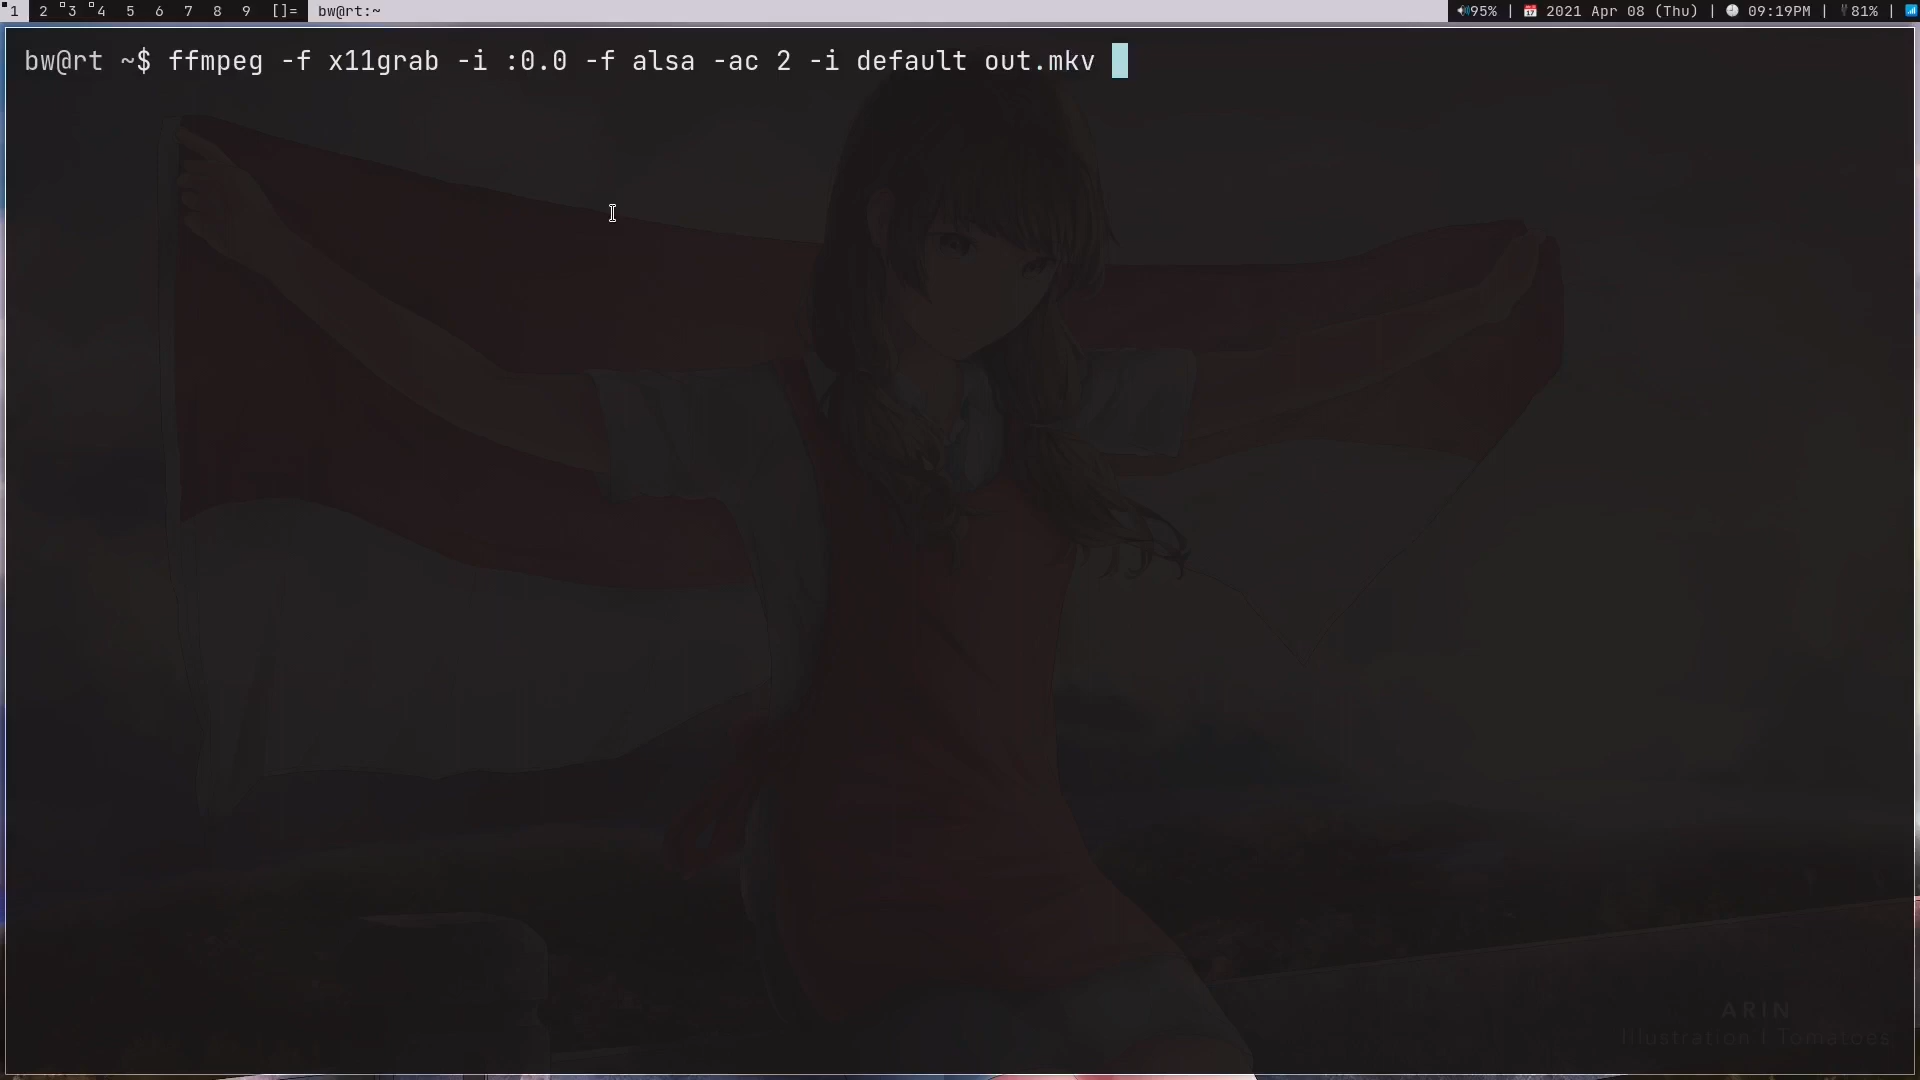 1 2 3 4 5 6 7 8 9 []= bw@rt:~ 95% | 2021 Apr 08 (Thu) | 09:19PM | 81% |
bw@rt ~$ ffmpeg -f x11grab -i :0.0 -f alsa -ac 2 -i default out.mkv
ARIN
Illustration | Tomatoes